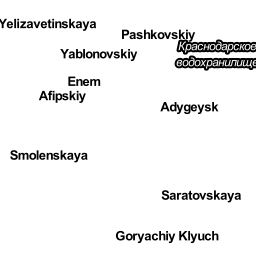 Yelizavetinskaya
Pashkovskiy
Краснодарское
водохранилище
Yablonovskiy
Enem
Afipskiy
Adygeysk
Smolenskaya
Saratovskaya
Goryachiy Klyuch